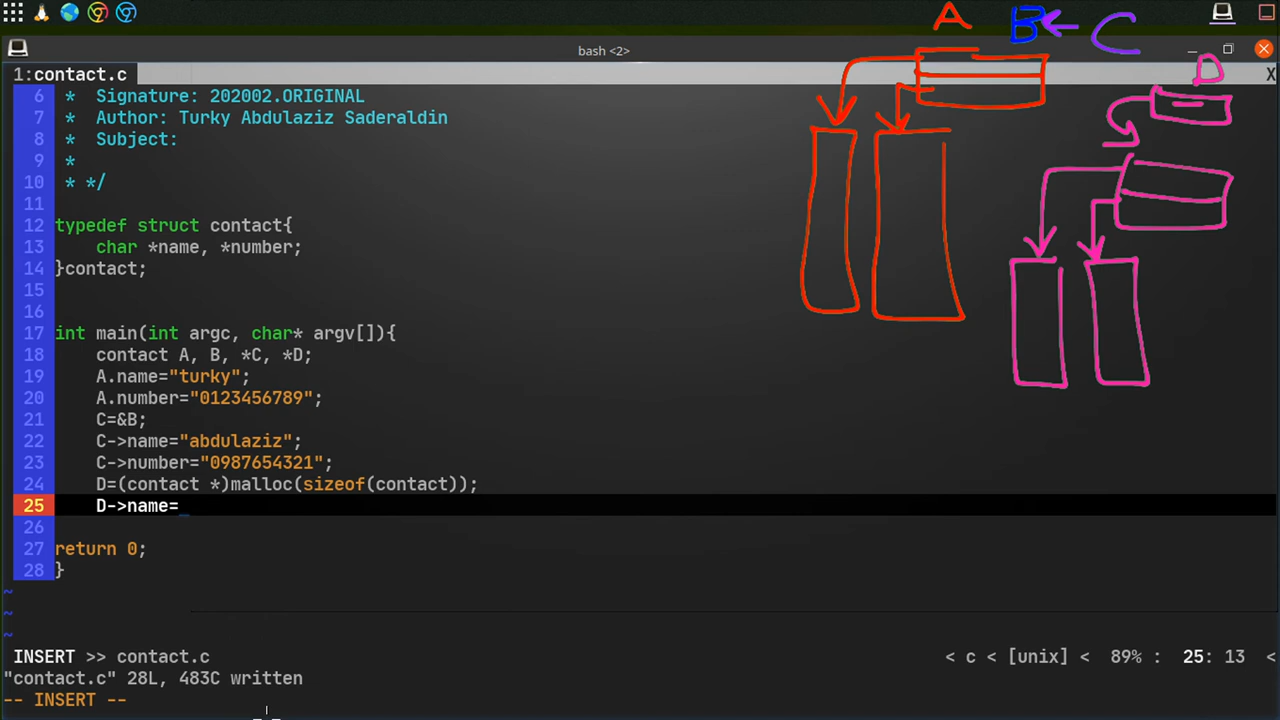 bash <2>
A B C
D
1:contact.c X
6 * Signature: 202002.ORIGINAL
7 * Author: Turky Abdulaziz Saderaldin
8 * Subject:
9 *
10 * */
11
12 typedef struct contact{
13 char *name, *number;
14 }contact;
15
16
17 int main(int argc, char* argv[]){
18 contact A, B, *C, *D;
19 A.name="turky";
20 A.number="0123456789";
21 C=&B;
22 C->name="abdulaziz";
23 C->number="0987654321";
24 D=(contact *)malloc(sizeof(contact));
25 D->name=
26
27 return 0;
28 }
~
~
~
INSERT >> contact.c < c < [unix] < 89% : 25: 13 <
"contact.c" 28L, 483C written
-- INSERT --